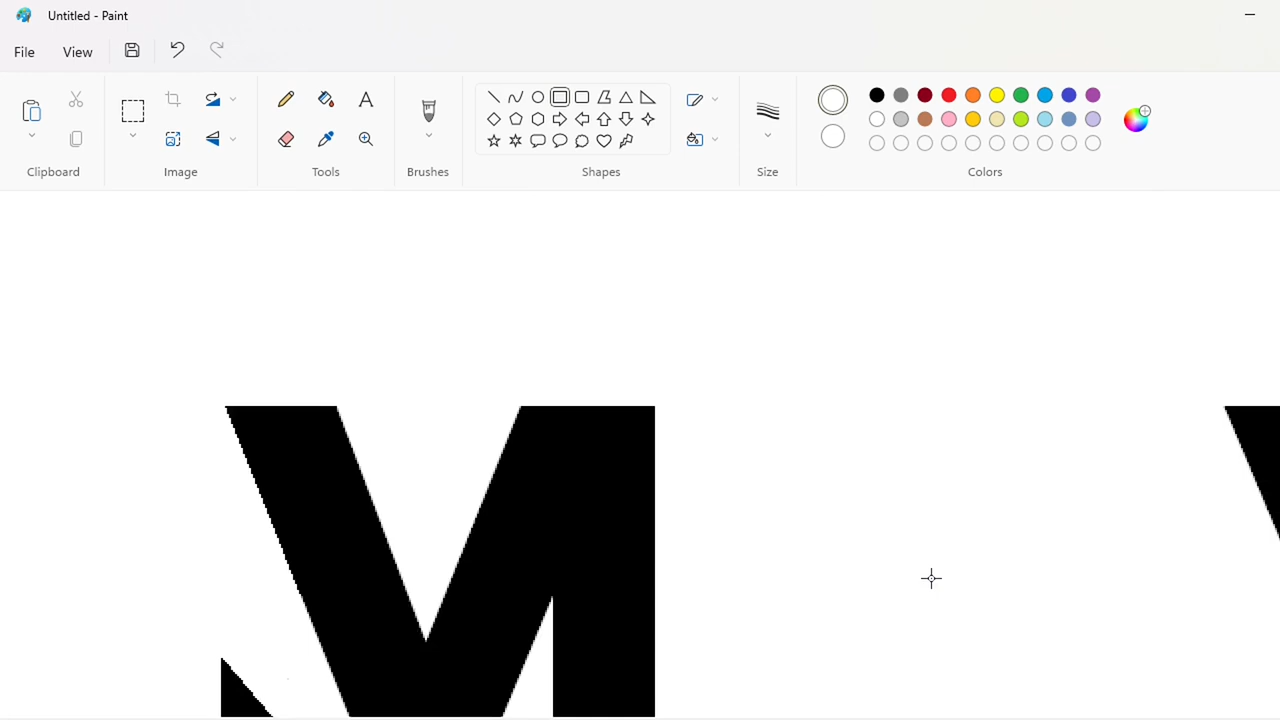 Untitled - Paint
File View
Clipboard Image Tools Brushes Shapes Size Colors